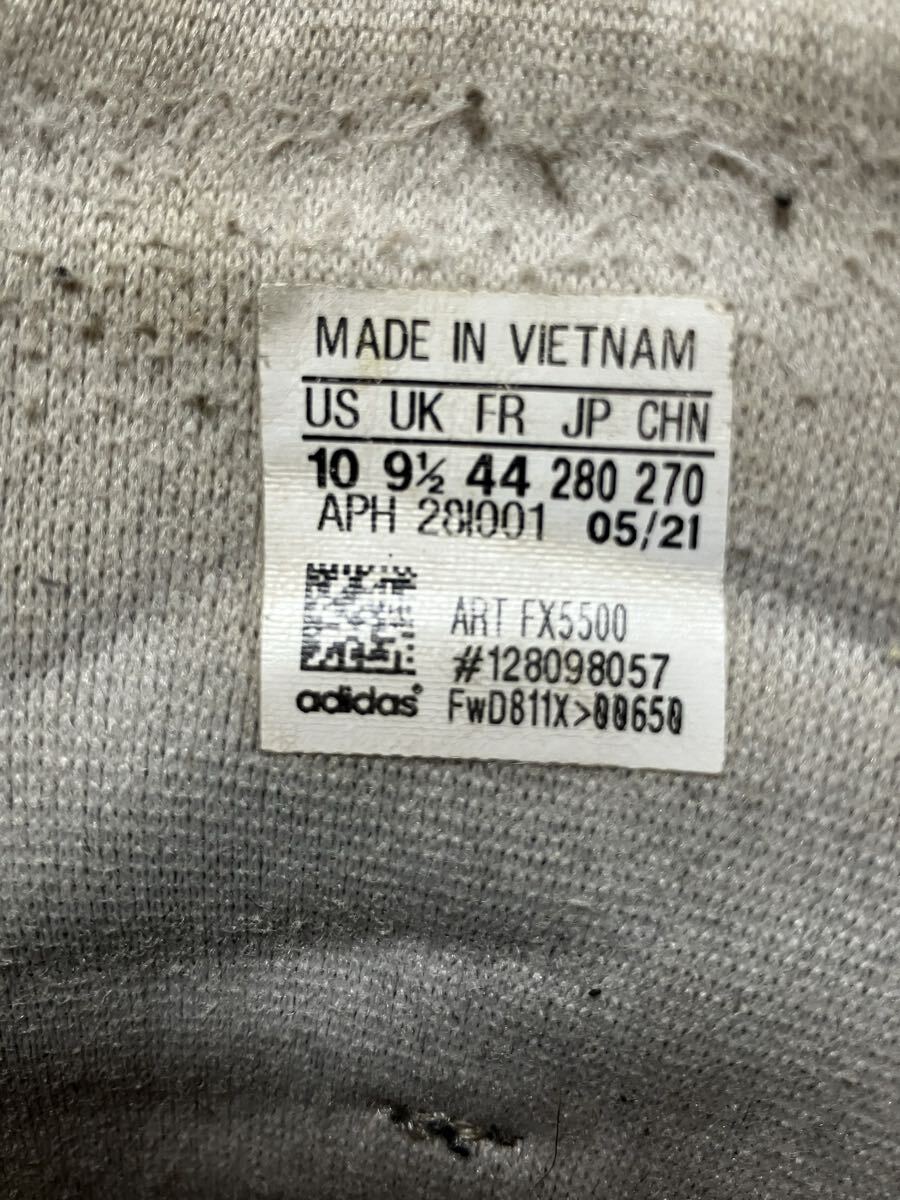 MADE IN VIETNAM
US UK FR JP CHN
10 9½ 44 280 270
APH 281001 05/21
ART FX5500
#128098057
adidas® FwD811X>00650